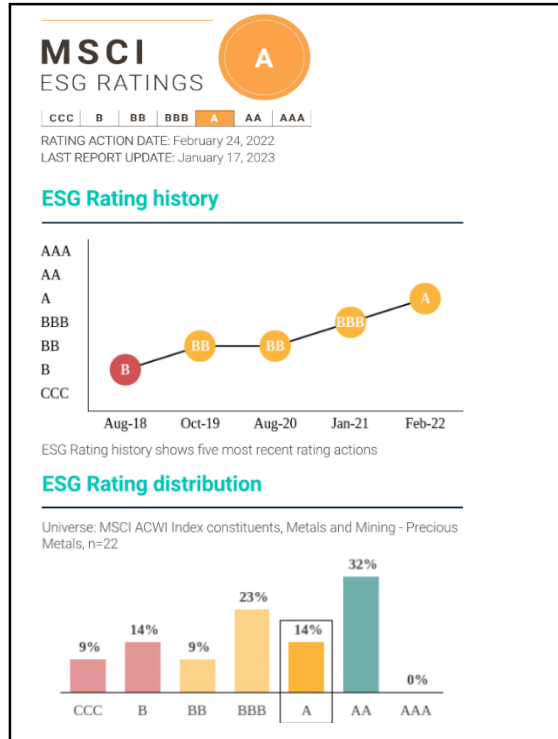 MSCI
ESG RATINGS
A
CCC B BB BBB A AA AAA
RATING ACTION DATE: February 24, 2022
LAST REPORT UPDATE: January 17, 2023
ESG Rating history
AAA
AA
A
BBB
BB
B
CCC
B BB BB BBB A
Aug-18 Oct-19 Aug-20 Jan-21 Feb-22
ESG Rating history shows five most recent rating actions
ESG Rating distribution
Universe: MSCI ACWI Index constituents, Metals and Mining - Precious
Metals, n=22
9% 14% 9% 23% 14% 32% 0%
CCC B BB BBB A AA AAA